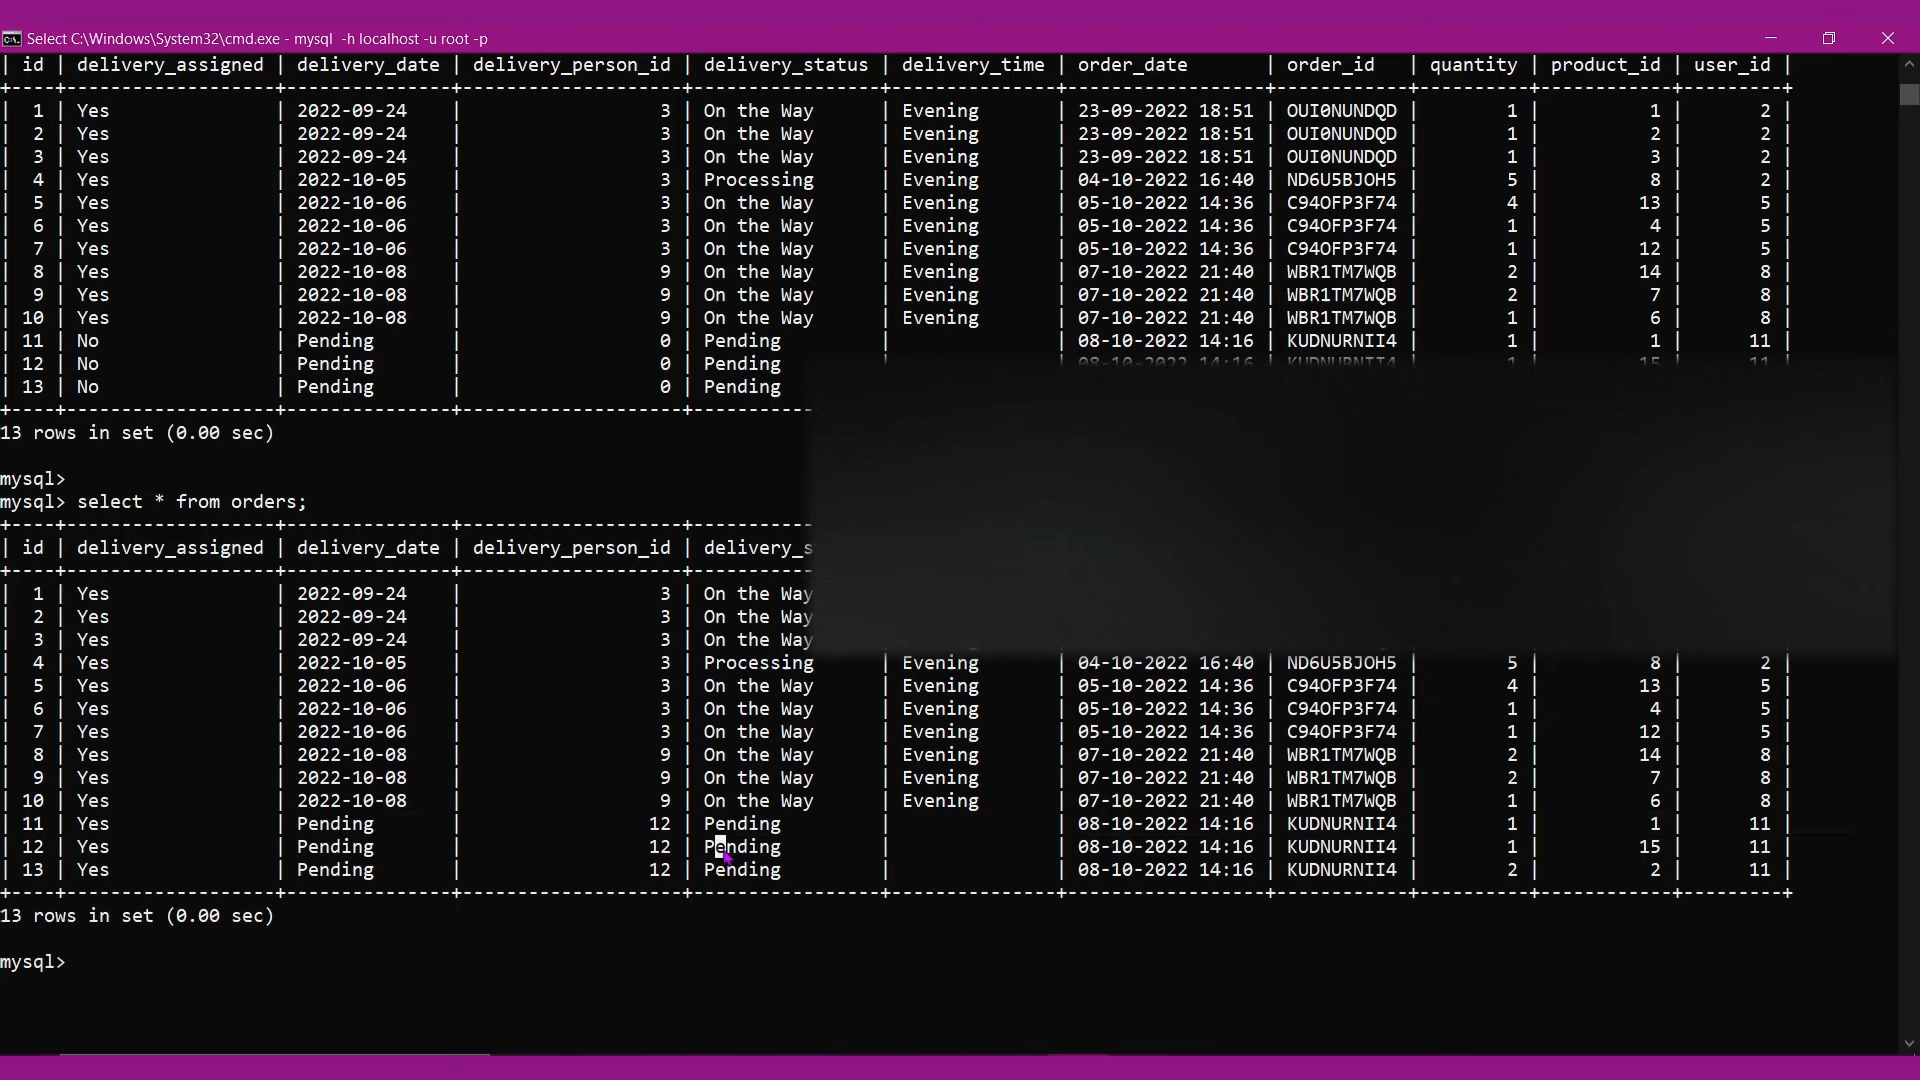 Select C:\Windows\System32\cmd.exe - mysql  -h localhost -u root -p
| id | delivery_assigned | delivery_date | delivery_person_id | delivery_status | delivery_time | order_date       | order_id   | quantity | product_id | user_id |
+----+-------------------+---------------+--------------------+-----------------+---------------+------------------+------------+----------+------------+---------+
|  1 | Yes               | 2022-09-24    |                  3 | On the Way      | Evening       | 23-09-2022 18:51 | OUI0NUNDQD |        1 |          1 |       2 |
|  2 | Yes               | 2022-09-24    |                  3 | On the Way      | Evening       | 23-09-2022 18:51 | OUI0NUNDQD |        1 |          2 |       2 |
|  3 | Yes               | 2022-09-24    |                  3 | On the Way      | Evening       | 23-09-2022 18:51 | OUI0NUNDQD |        1 |          3 |       2 |
|  4 | Yes               | 2022-10-05    |                  3 | Processing      | Evening       | 04-10-2022 16:40 | ND6U5BJOH5 |        5 |          8 |       2 |
|  5 | Yes               | 2022-10-06    |                  3 | On the Way      | Evening       | 05-10-2022 14:36 | C94OFP3F74 |        4 |         13 |       5 |
|  6 | Yes               | 2022-10-06    |                  3 | On the Way      | Evening       | 05-10-2022 14:36 | C94OFP3F74 |        1 |          4 |       5 |
|  7 | Yes               | 2022-10-06    |                  3 | On the Way      | Evening       | 05-10-2022 14:36 | C94OFP3F74 |        1 |         12 |       5 |
|  8 | Yes               | 2022-10-08    |                  9 | On the Way      | Evening       | 07-10-2022 21:40 | WBR1TM7WQB |        2 |         14 |       8 |
|  9 | Yes               | 2022-10-08    |                  9 | On the Way      | Evening       | 07-10-2022 21:40 | WBR1TM7WQB |        2 |          7 |       8 |
| 10 | Yes               | 2022-10-08    |                  9 | On the Way      | Evening       | 07-10-2022 21:40 | WBR1TM7WQB |        1 |          6 |       8 |
| 11 | No                | Pending       |                  0 | Pending         |               | 08-10-2022 14:16 | KUDNURNII4 |        1 |          1 |      11 |
| 12 | No                | Pending       |                  0 | Pending         |               | 08-10-2022 14:16 | KUDNURNII4 |        1 |         15 |      11 |
| 13 | No                | Pending       |                  0 | Pending
+----+-------------------+---------------+--------------------+-----------
13 rows in set (0.00 sec)
mysql>
mysql> select * from orders;
+----+-------------------+---------------+--------------------+-----------
| id | delivery_assigned | delivery_date | delivery_person_id | delivery_s
+----+-------------------+---------------+--------------------+-----------
|  1 | Yes               | 2022-09-24    |                  3 | On the Way
|  2 | Yes               | 2022-09-24    |                  3 | On the Way
|  3 | Yes               | 2022-09-24    |                  3 | On the Way
|  4 | Yes               | 2022-10-05    |                  3 | Processing      | Evening       | 04-10-2022 16:40 | ND6U5BJOH5 |        5 |          8 |       2 |
|  5 | Yes               | 2022-10-06    |                  3 | On the Way      | Evening       | 05-10-2022 14:36 | C94OFP3F74 |        4 |         13 |       5 |
|  6 | Yes               | 2022-10-06    |                  3 | On the Way      | Evening       | 05-10-2022 14:36 | C94OFP3F74 |        1 |          4 |       5 |
|  7 | Yes               | 2022-10-06    |                  3 | On the Way      | Evening       | 05-10-2022 14:36 | C94OFP3F74 |        1 |         12 |       5 |
|  8 | Yes               | 2022-10-08    |                  9 | On the Way      | Evening       | 07-10-2022 21:40 | WBR1TM7WQB |        2 |         14 |       8 |
|  9 | Yes               | 2022-10-08    |                  9 | On the Way      | Evening       | 07-10-2022 21:40 | WBR1TM7WQB |        2 |          7 |       8 |
| 10 | Yes               | 2022-10-08    |                  9 | On the Way      | Evening       | 07-10-2022 21:40 | WBR1TM7WQB |        1 |          6 |       8 |
| 11 | Yes               | Pending       |                 12 | Pending         |               | 08-10-2022 14:16 | KUDNURNII4 |        1 |          1 |      11 |
| 12 | Yes               | Pending       |                 12 | Pending         |               | 08-10-2022 14:16 | KUDNURNII4 |        1 |         15 |      11 |
| 13 | Yes               | Pending       |                 12 | Pending         |               | 08-10-2022 14:16 | KUDNURNII4 |        2 |          2 |      11 |
+----+-------------------+---------------+--------------------+-----------------+---------------+------------------+------------+----------+------------+---------+
13 rows in set (0.00 sec)
mysql>